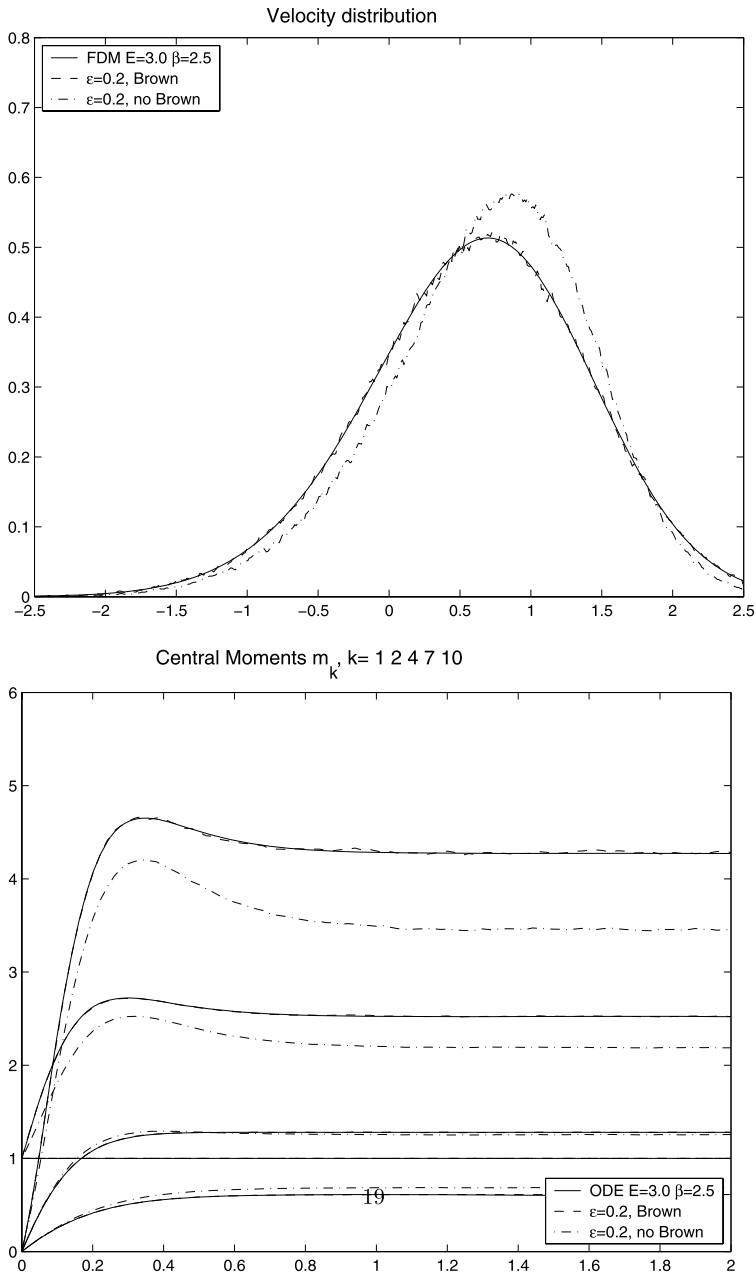 Velocity distribution
0.8
FDM E=3.0 β=2.5
ε=0.2, Brown
ε=0.2, no Brown
0.7
0.6
0.5
0.4
0.3
0.2
0.1
0
−2.5 −2 −1.5 −1 −0.5 0 0.5 1 1.5 2 2.5
Central Moments m_k, k= 1 2 4 7 10
6
5
4
3
2
1
19
ODE E=3.0 β=2.5
ε=0.2, Brown
ε=0.2, no Brown
0
0 0.2 0.4 0.6 0.8 1 1.2 1.4 1.6 1.8 2